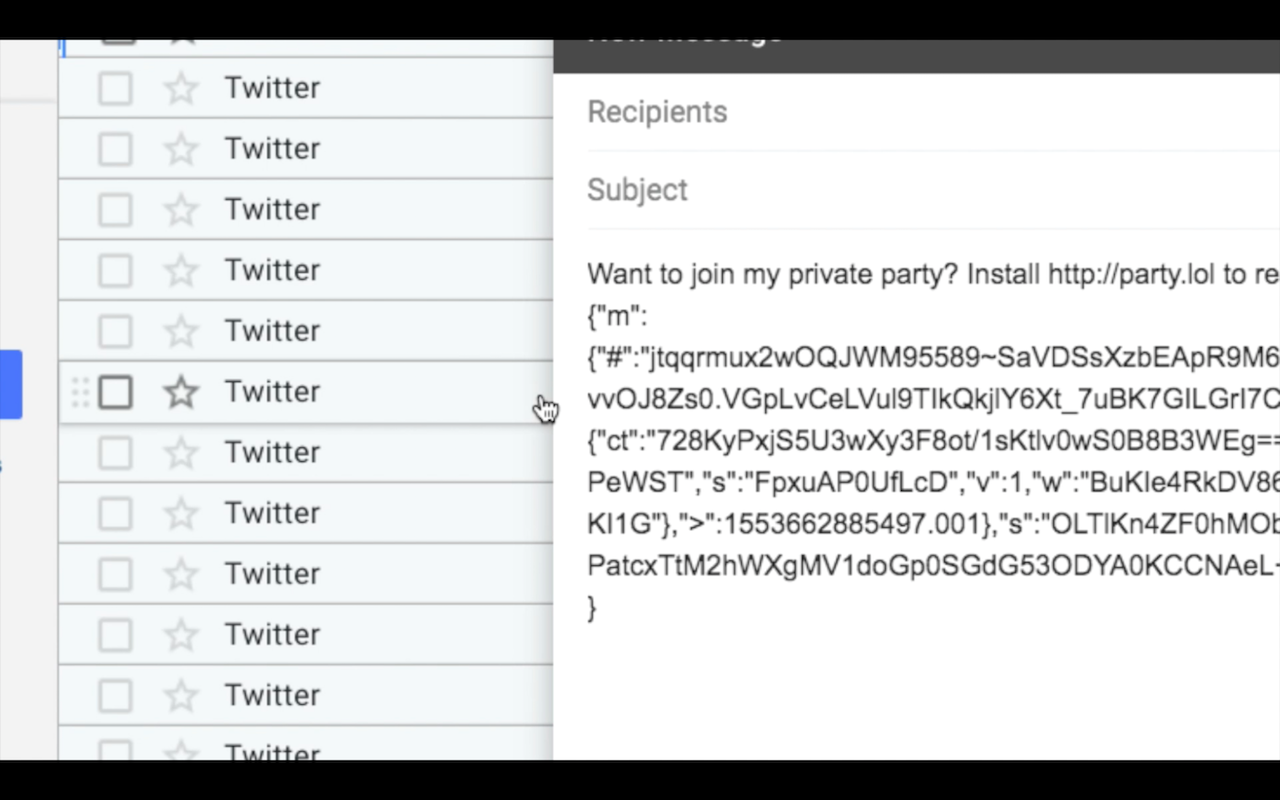 Twitter
Twitter
Twitter
Twitter
Twitter
Twitter
Twitter
Twitter
Twitter
Twitter
Twitter
Twitter
New Message
Recipients
Subject
Want to join my private party? Install http://party.lol to re
{"m":
{"#":"jtqqrmux2wOQJWM95589~SaVDSsXzbEApR9M6
vvOJ8Zs0.VGpLvCeLVul9TIkQkjlY6Xt_7uBK7GILGrI7C
{"ct":"728KyPxjS5U3wXy3F8ot/1sKtlv0wS0B8B3WEg==
PeWST","s":"FpxuAP0UfLcD","v":1,"w":"BuKle4RkDV86
KI1G"},">":1553662885497.001},"s":"OLTlKn4ZF0hMOb
PatcxTtM2hWXgMV1doGp0SGdG53ODYA0KCCNAeL-
}